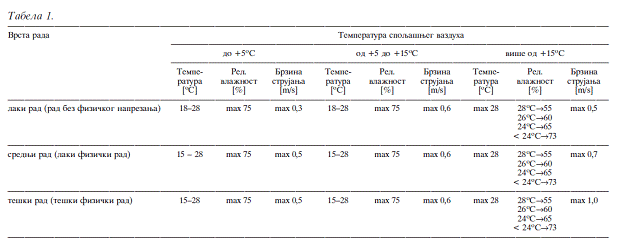 Табела 1.
Врста рада Температура спољашњег ваздуха
до +5°C од +5 до +15°C више од +15°C
Темпе- Рел. Брзина Темпе- Рел. Брзина Темпе- Рел. Брзина
ратура влажност струјања ратура влажност струјања ратура влажност струјања
[°C] [%] [m/s] [°C] [%] [m/s] [°C] [%] [m/s]
лаки рад (рад без физичког напрезања) 18–28 max 75 max 0,3 18–28 max 75 max 0,6 max 28 28°C→55 max 0,5
26°C→60
24°C→65
< 24°C→73
средњи рад (лаки физички рад) 15 – 28 max 75 max 0,5 15–28 max 75 max 0,6 max 28 28°C→55 max 0,7
26°C→60
24°C→65
< 24°C→73
тешки рад (тешки физички рад) 15–28 max 75 max 0,5 15–28 max 75 max 0,6 max 28 28°C→55 max 1,0
26°C→60
24°C→65
< 24°C→73